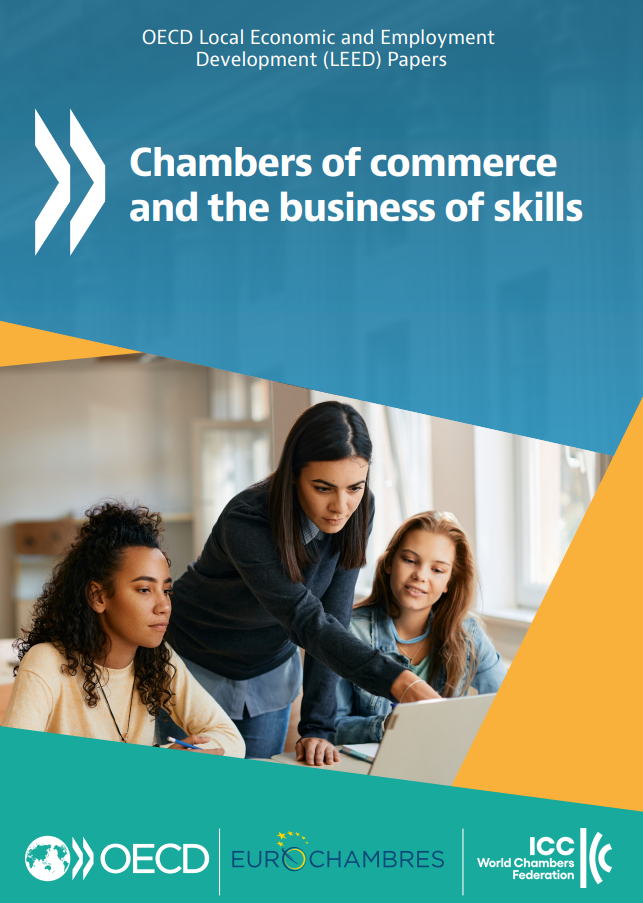 OECD Local Economic and Employment
Development (LEED) Papers
Chambers of commerce
and the business of skills
OECD
EUROCHAMBRES
ICC
World Chambers
Federation